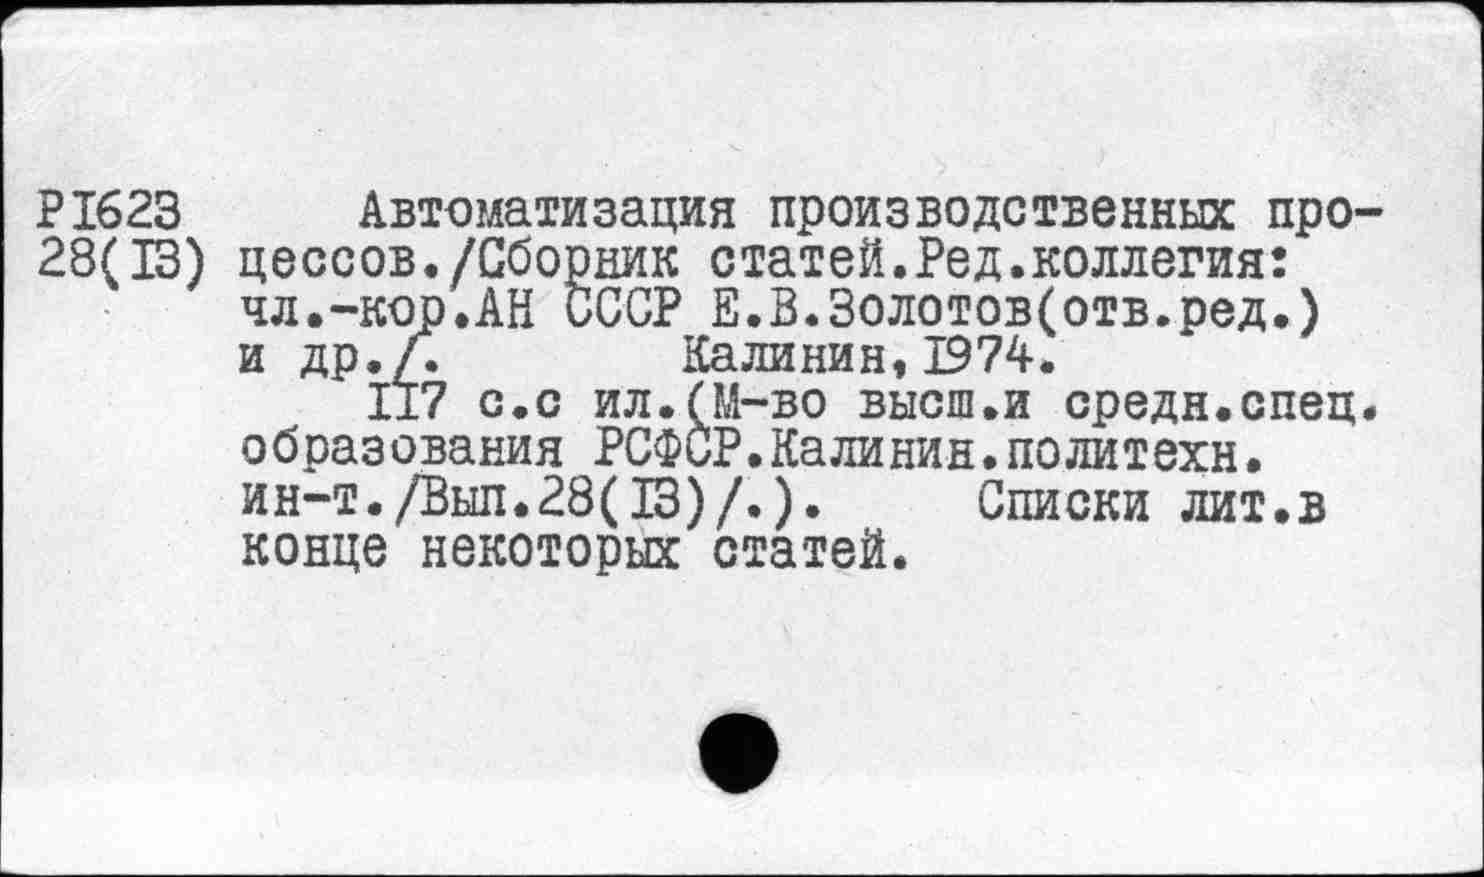 Р1623 Автоматизация производственных про-
28(13) цессов./Сборник статей.Ред.коллегия:
чл.-кор.АН СССР Е.В.Золотов(отв.ред.)
и др./. Калинин,1974.
117 с.с ил.(М-во высш.и средн.спец.
образования РСФСР.Калинин.политехн.
ин-т./Вып.28(13)/.). Списки лит.в
конце некоторых статей.